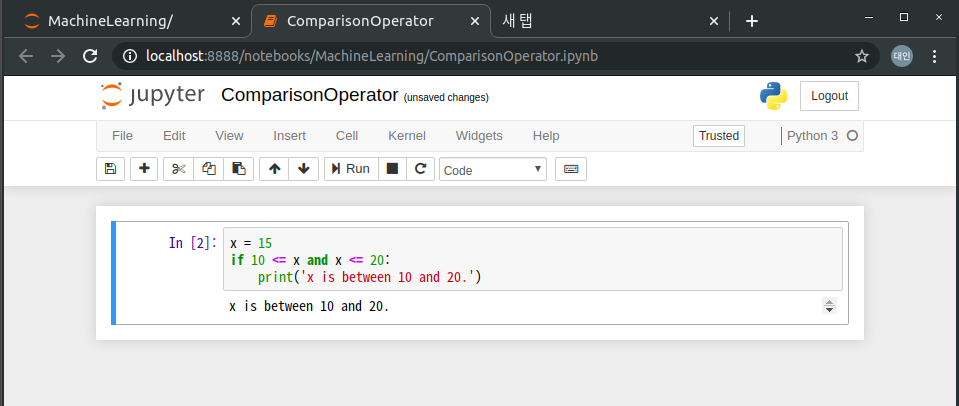 MachineLearning/
ComparisonOperator
새 탭
localhost:8888/notebooks/MachineLearning/ComparisonOperator.ipynb
대인
jupyter ComparisonOperator (unsaved changes)
Logout
File Edit View Insert Cell Kernel Widgets Help
Trusted
Python 3
Run
Code
In [2]: x = 15
if 10 <= x and x <= 20:
    print('x is between 10 and 20.')
x is between 10 and 20.